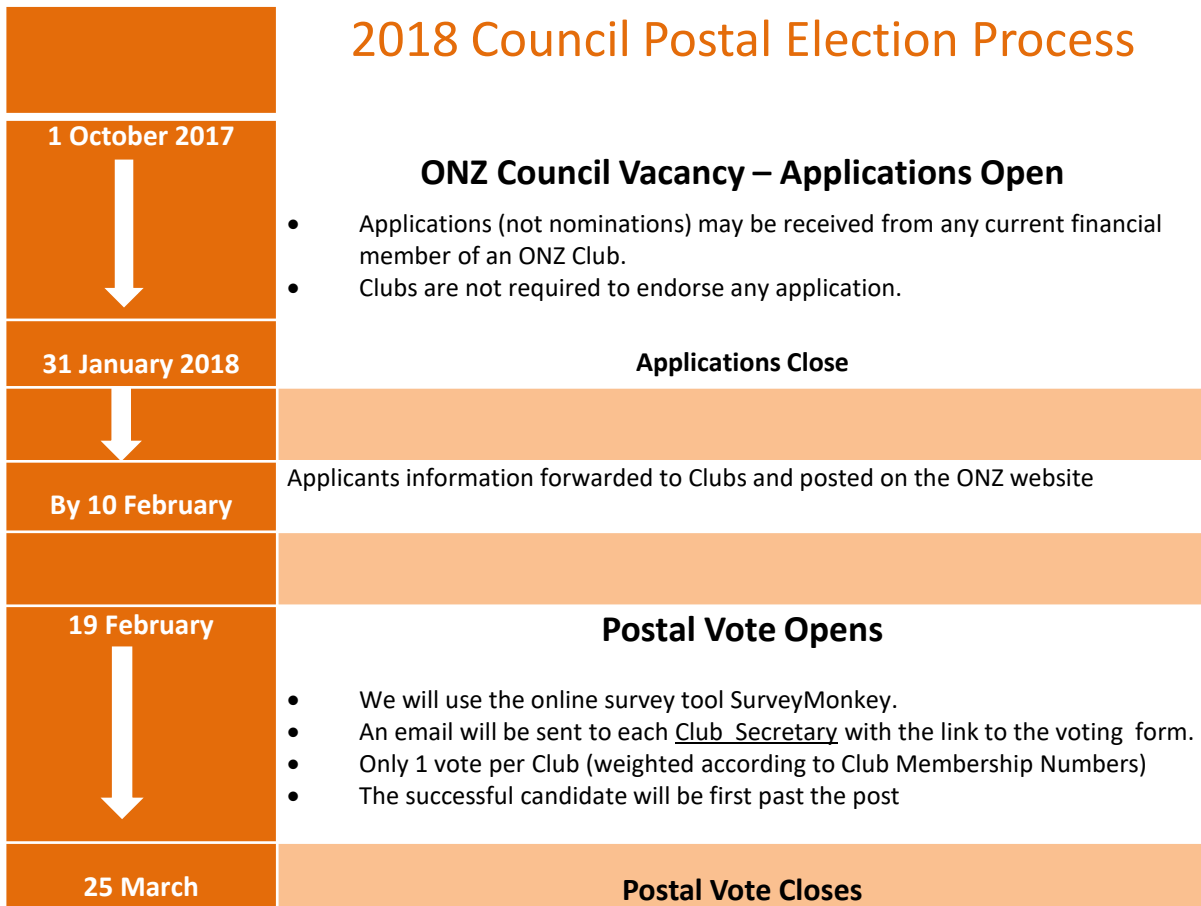 2018 Council Postal Election Process
1 October 2017
ONZ Council Vacancy – Applications Open
• Applications (not nominations) may be received from any current financial
member of an ONZ Club.
• Clubs are not required to endorse any application.
31 January 2018
Applications Close
By 10 February
Applicants information forwarded to Clubs and posted on the ONZ website
19 February
Postal Vote Opens
• We will use the online survey tool SurveyMonkey.
• An email will be sent to each Club Secretary with the link to the voting form.
• Only 1 vote per Club (weighted according to Club Membership Numbers)
• The successful candidate will be first past the post
25 March
Postal Vote Closes